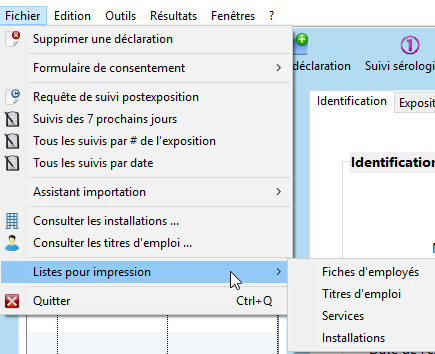 Fichier Edition Outils Résultats Fenêtres ?
Supprimer une déclaration
Formulaire de consentement
Requête de suivi postexposition
Suivis des 7 prochains jours
Tous les suivis par # de l'exposition
Tous les suivis par date
Assistant importation
Consulter les installations ...
Consulter les titres d'emploi ...
Listes pour impression
Quitter Ctrl+Q
Fiches d'employés
Titres d'emploi
Services
Installations
déclaration Suivi sérolog
Identification Exposit
Identification